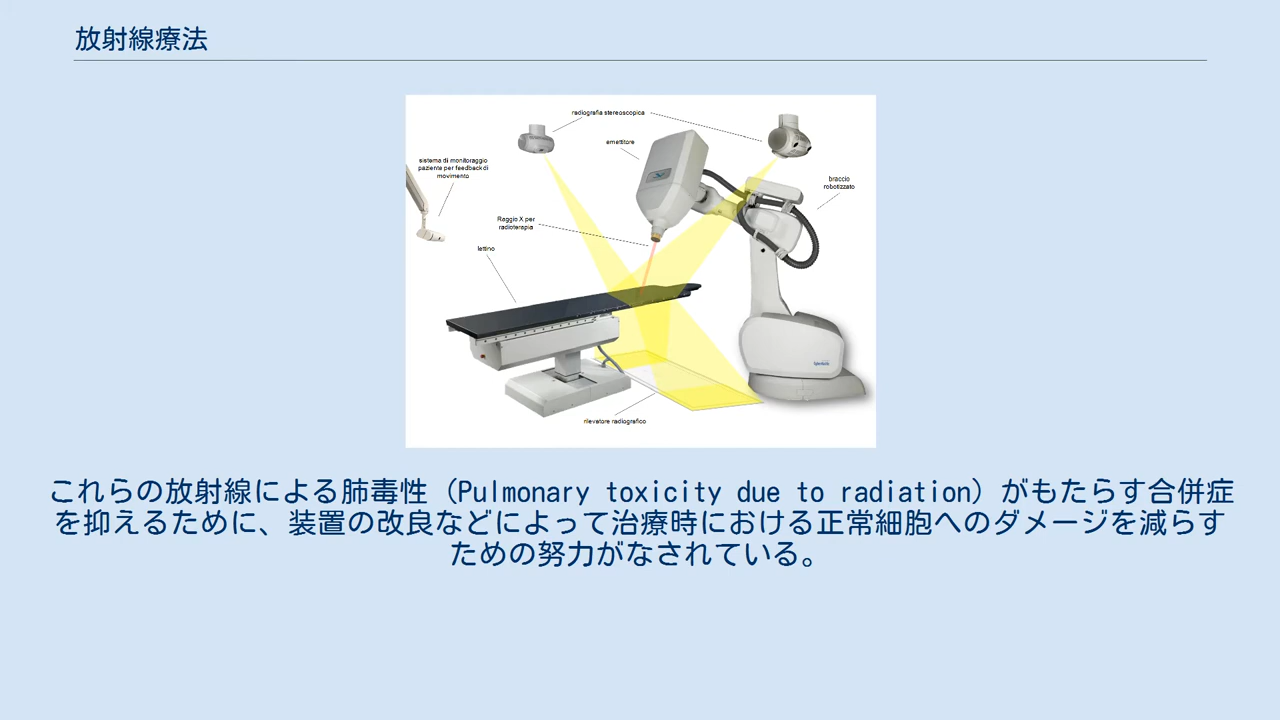 放射線療法
radiografia stereoscopica
emettitore
sistema di monitoraggio
paziente per feedback di
movimento
braccio
robotizzato
Raggio X per
radioterapia
lettino
rilevatore radiografico
これらの放射線による肺毒性 (Pulmonary toxicity due to radiation) がもたらす合併症
を抑えるために、装置の改良などによって治療時における正常細胞へのダメージを減らす
ための努力がなされている。